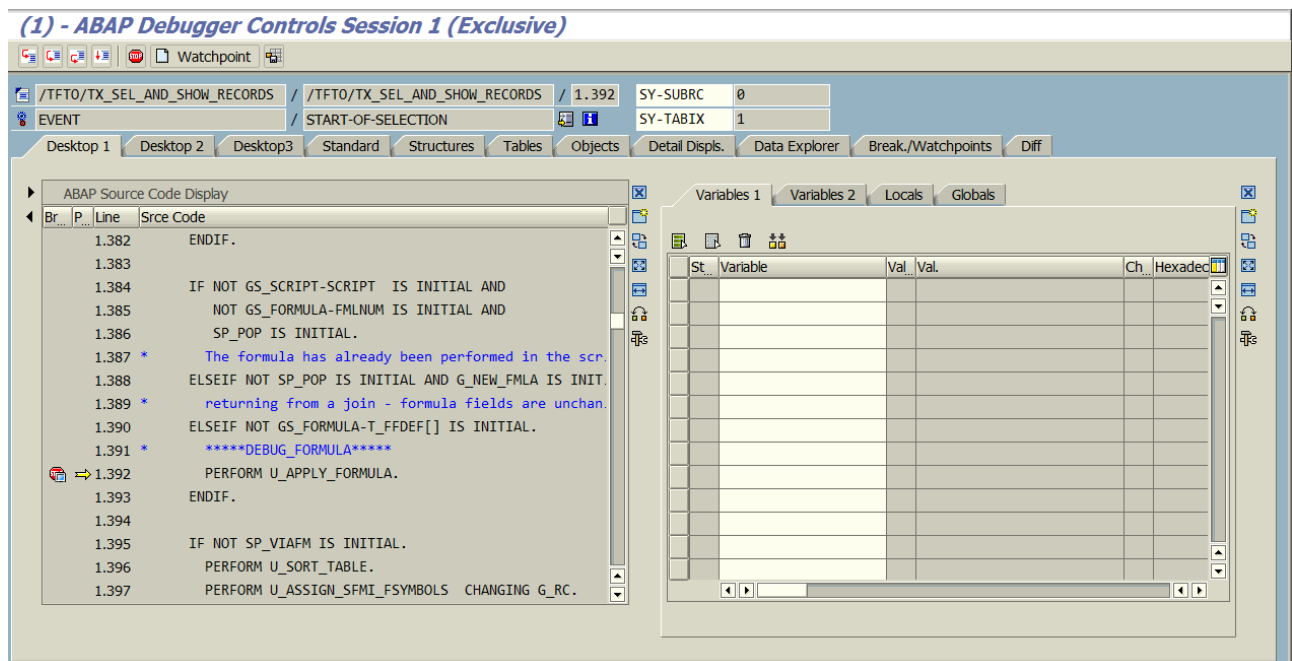 (1) - ABAP Debugger Controls Session 1 (Exclusive)
Watchpoint
/TFTO/TX_SEL_AND_SHOW_RECORDS / /TFTO/TX_SEL_AND_SHOW_RECORDS / 1.392 SY-SUBRC 0
EVENT / START-OF-SELECTION SY-TABIX 1
Desktop 1 Desktop 2 Desktop3 Standard Structures Tables Objects Detail Displs. Data Explorer Break./Watchpoints Diff
ABAP Source Code Display
Br... P... Line Srce Code
1.382 ENDIF.
1.383
1.384 IF NOT GS_SCRIPT-SCRIPT IS INITIAL AND
1.385 NOT GS_FORMULA-FMLNUM IS INITIAL AND
1.386 SP_POP IS INITIAL.
1.387 * The formula has already been performed in the scr.
1.388 ELSEIF NOT SP_POP IS INITIAL AND G_NEW_FMLA IS INIT.
1.389 * returning from a join - formula fields are unchan.
1.390 ELSEIF NOT GS_FORMULA-T_FFDEF[] IS INITIAL.
1.391 * *****DEBUG_FORMULA*****
1.392 PERFORM U_APPLY_FORMULA.
1.393 ENDIF.
1.394
1.395 IF NOT SP_VIAFM IS INITIAL.
1.396 PERFORM U_SORT_TABLE.
1.397 PERFORM U_ASSIGN_SFMI_FSYMBOLS CHANGING G_RC.
Variables 1 Variables 2 Locals Globals
St... Variable Val... Val. Ch... Hexadec